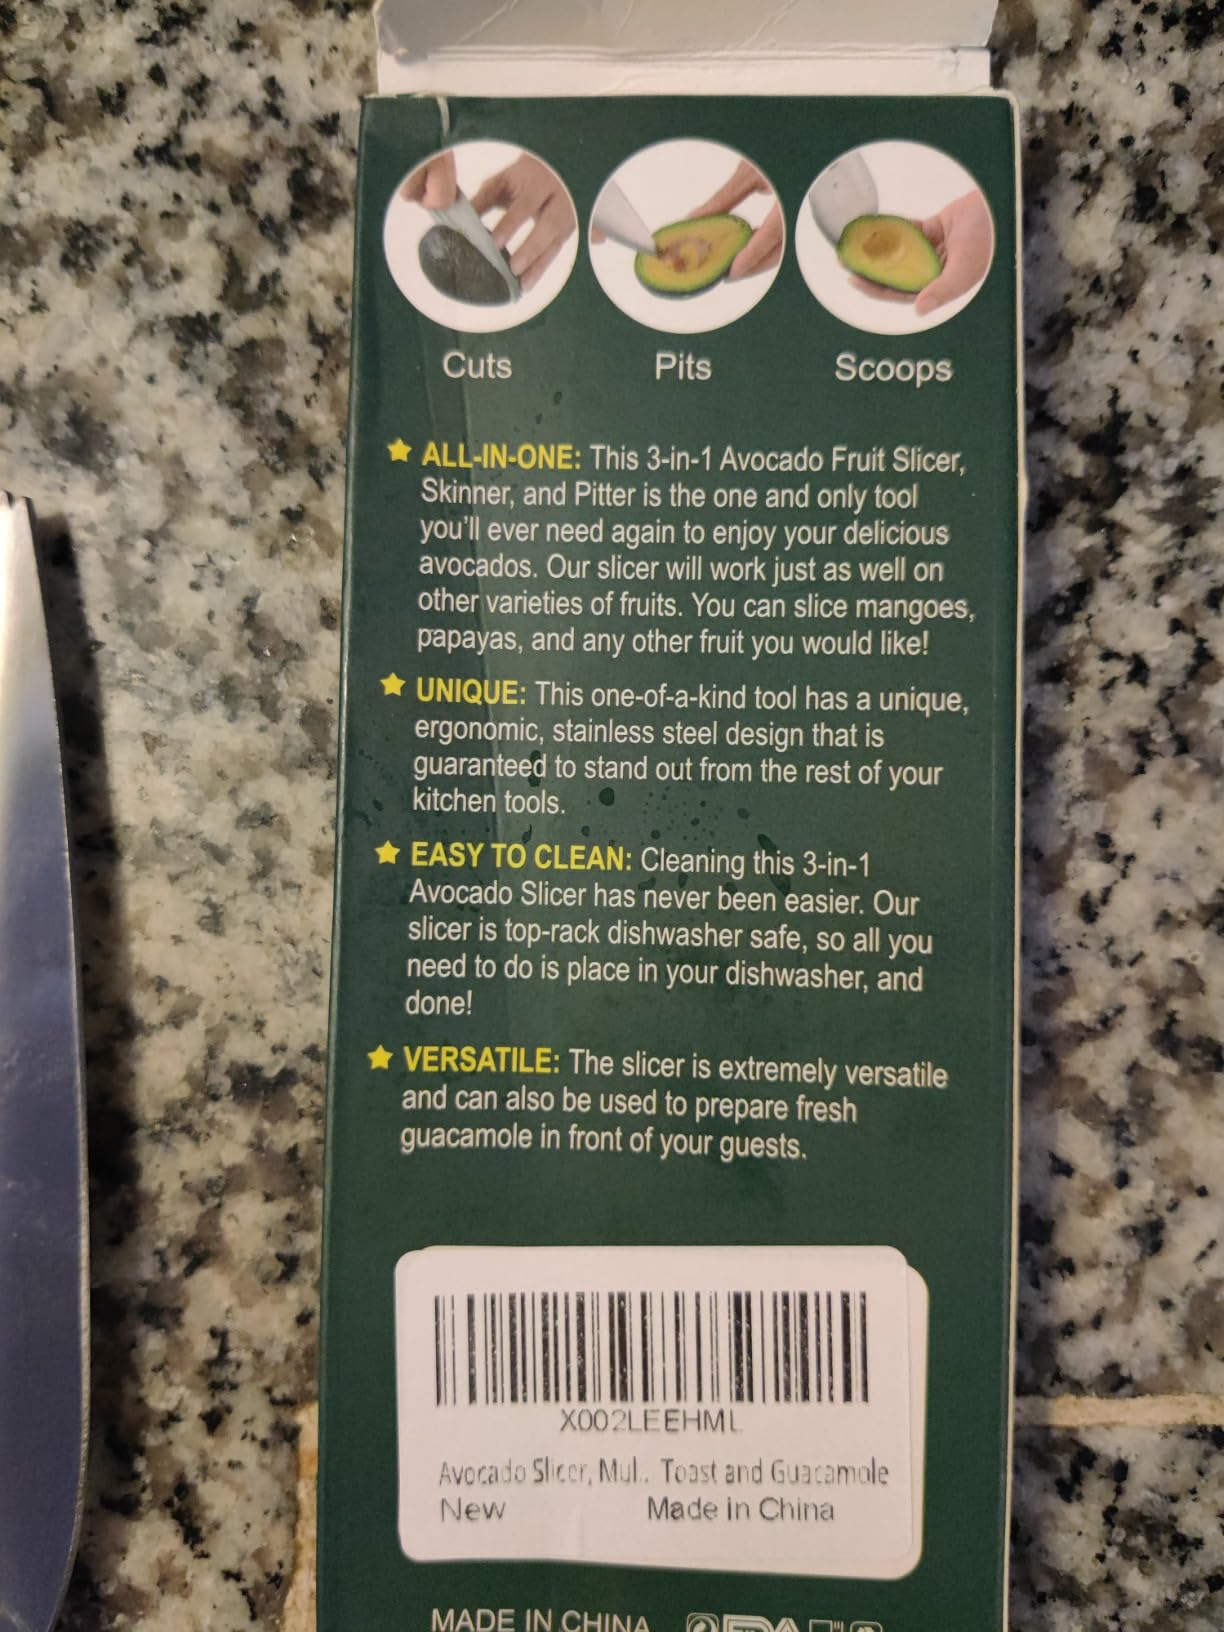 Cuts Pits Scoops
ALL-IN-ONE: This 3-in-1 Avocado Fruit Slicer,
Skinner, and Pitter is the one and only tool
you'll ever need again to enjoy your delicious
avocados. Our slicer will work just as well on
other varieties of fruits. You can slice mangoes,
papayas, and any other fruit you would like!
UNIQUE: This one-of-a-kind tool has a unique,
ergonomic, stainless steel design that is
guaranteed to stand out from the rest of your
kitchen tools.
EASY TO CLEAN: Cleaning this 3-in-1
Avocado Slicer has never been easier. Our
slicer is top-rack dishwasher safe, so all you
need to do is place in your dishwasher, and
done!
VERSATILE: The slicer is extremely versatile
and can also be used to prepare fresh
guacamole in front of your guests.
X002LEEHML
Avocado Slicer, Mul.. Toast and Guacamole
New Made in China
MADE IN CHINA FDA